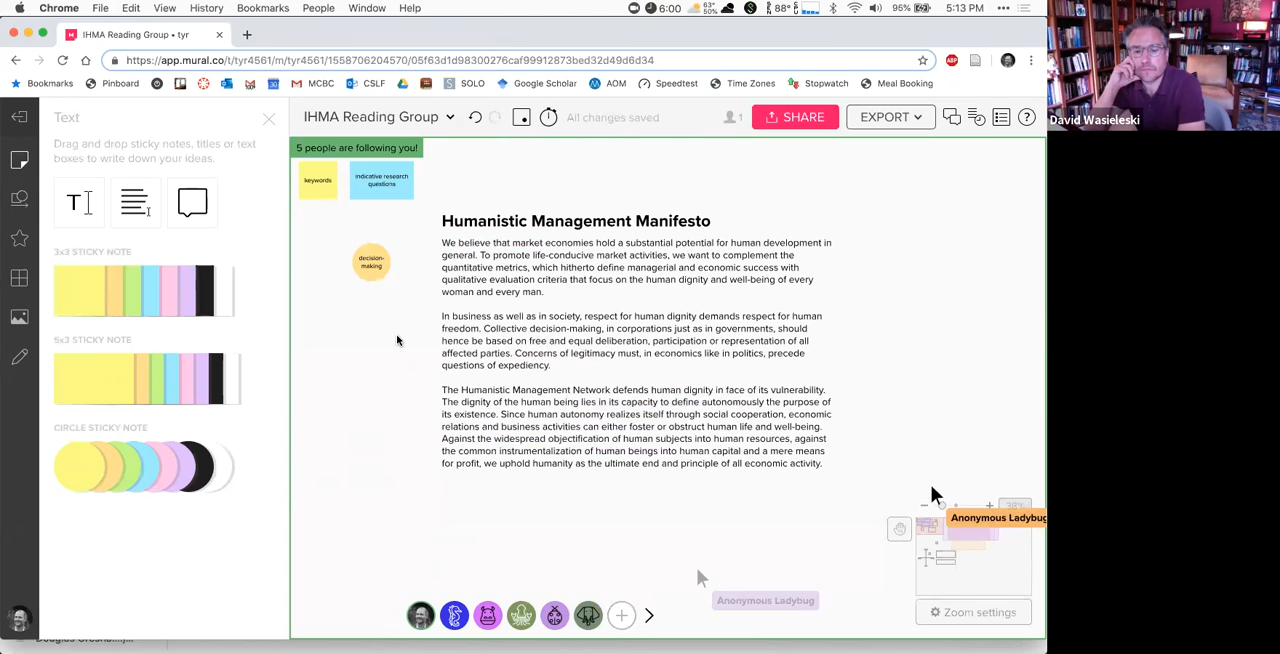 Chrome File Edit View History Bookmarks People Window Help
6:00 63° 50% 88° 95% 5:13 PM
IHMA Reading Group • tyr
https://app.mural.co/t/tyr4561/m/tyr4561/1558706204570/05f63d1d98300276caf99912873bed32d49d6d34
Bookmarks Pinboard MCBC CSLF SOLO Google Scholar AOM Speedtest Time Zones Stopwatch Meal Booking
David Wasieleski
Text
IHMA Reading Group
All changes saved
1
SHARE
EXPORT
?
Drag and drop sticky notes, titles or text
boxes to write down your ideas.
T
3x3 STICKY NOTE
5x3 STICKY NOTE
CIRCLE STICKY NOTE
5 people are following you!
keywords
indicative research
questions
decision-
making
Humanistic Management Manifesto
We believe that market economies hold a substantial potential for human development in
general. To promote life-conducive market activities, we want to complement the
quantitative metrics, which hitherto define managerial and economic success with
qualitative evaluation criteria that focus on the human dignity and well-being of every
woman and every man.
In business as well as in society, respect for human dignity demands respect for human
freedom. Collective decision-making, in corporations just as in governments, should
hence be based on free and equal deliberation, participation or representation of all
affected parties. Concerns of legitimacy must, in economics like in politics, precede
questions of expediency.
The Humanistic Management Network defends human dignity in face of its vulnerability.
The dignity of the human being lies in its capacity to define autonomously the purpose of
its existence. Since human autonomy realizes itself through social cooperation, economic
relations and business activities can either foster or obstruct human life and well-being.
Against the widespread objectification of human subjects into human resources, against
the common instrumentalization of human beings into human capital and a mere means
for profit, we uphold humanity as the ultimate end and principle of all economic activity.
Anonymous Ladybug
Anonymous Ladybug
Zoom settings